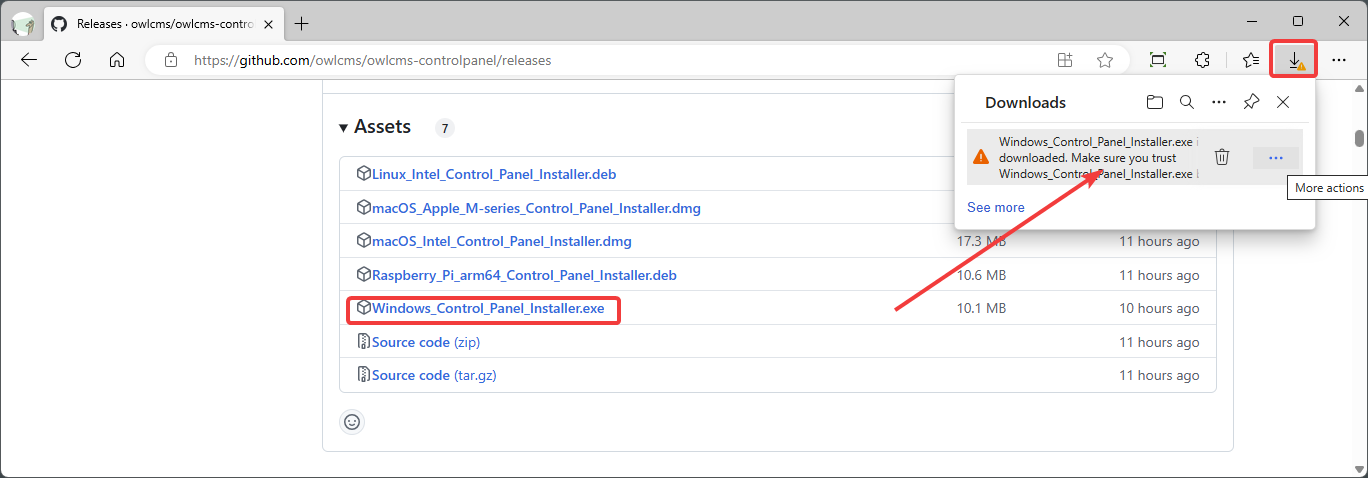 Releases · owlcms/owlcms-contro
https://github.com/owlcms/owlcms-controlpanel/releases
Downloads
Windows_Control_Panel_Installer.exe
downloaded. Make sure you trust
Windows_Control_Panel_Installer.exe
More actions
See more
Assets 7
Linux_Intel_Control_Panel_Installer.deb
macOS_Apple_M-series_Control_Panel_Installer.dmg
macOS_Intel_Control_Panel_Installer.dmg 17.3 MB 11 hours ago
Raspberry_Pi_arm64_Control_Panel_Installer.deb 10.6 MB 11 hours ago
Windows_Control_Panel_Installer.exe 10.1 MB 10 hours ago
Source code (zip) 11 hours ago
Source code (tar.gz) 11 hours ago